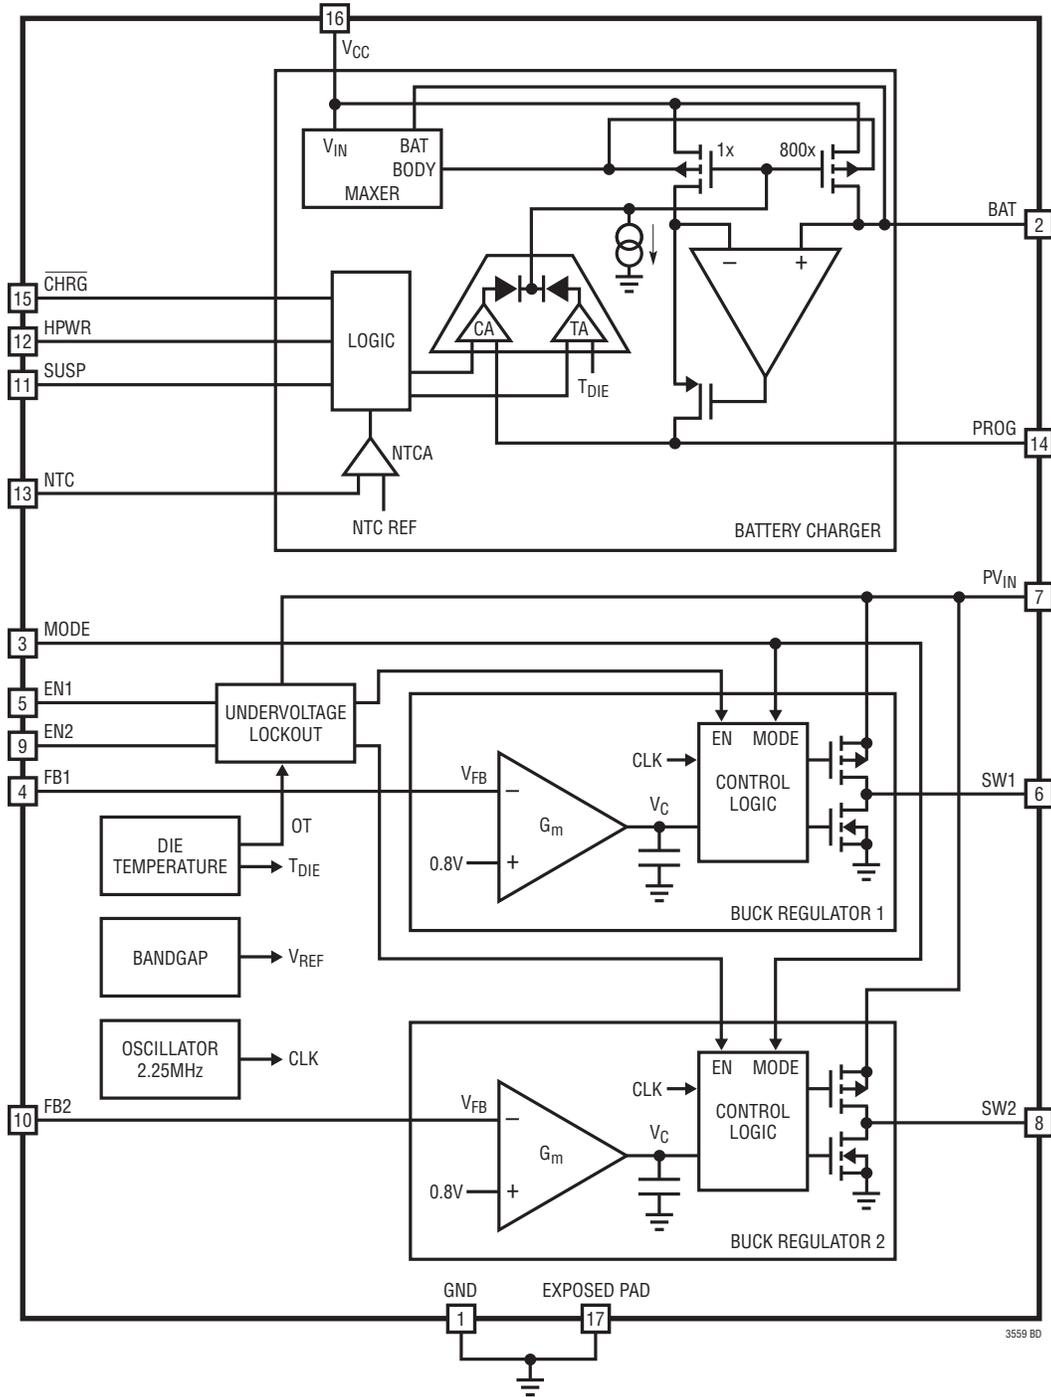 16
VCC
VIN BAT
BODY
MAXER
1x
800x
BAT
2
15
CHRG
12
HPWR
11
SUSP
LOGIC
CA
TA
TDIE
–
+
PROG
14
NTCA
13
NTC
NTC REF
BATTERY CHARGER
PVIN
7
3
MODE
5
EN1
9
EN2
4
FB1
UNDERVOLTAGE
LOCKOUT
OT
DIE
TEMPERATURE
TDIE
BANDGAP
VREF
OSCILLATOR
2.25MHz
CLK
VFB
–
Gm
0.8V
+
VC
CLK
EN MODE
CONTROL
LOGIC
SW1
6
BUCK REGULATOR 1
10
FB2
VFB
–
Gm
0.8V
+
VC
CLK
EN MODE
CONTROL
LOGIC
SW2
8
BUCK REGULATOR 2
GND
1
EXPOSED PAD
17
3559 BD